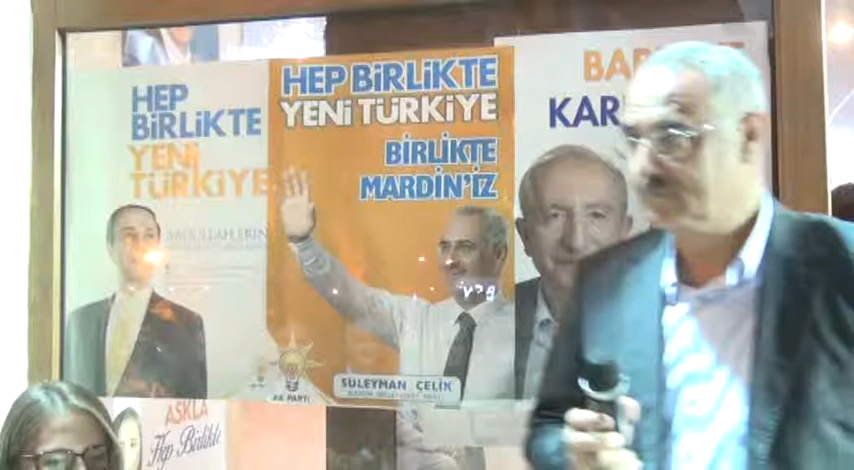 HEP
BİRLİKTE
YENİ
TÜRKİYE
HEP BİRLİKTE
YENİ TÜRKİYE
BİRLİKTE
MARDİN'İZ
AK PARTİ
SÜLEYMAN ÇELİK
AŞKLA
Hep Birlikte